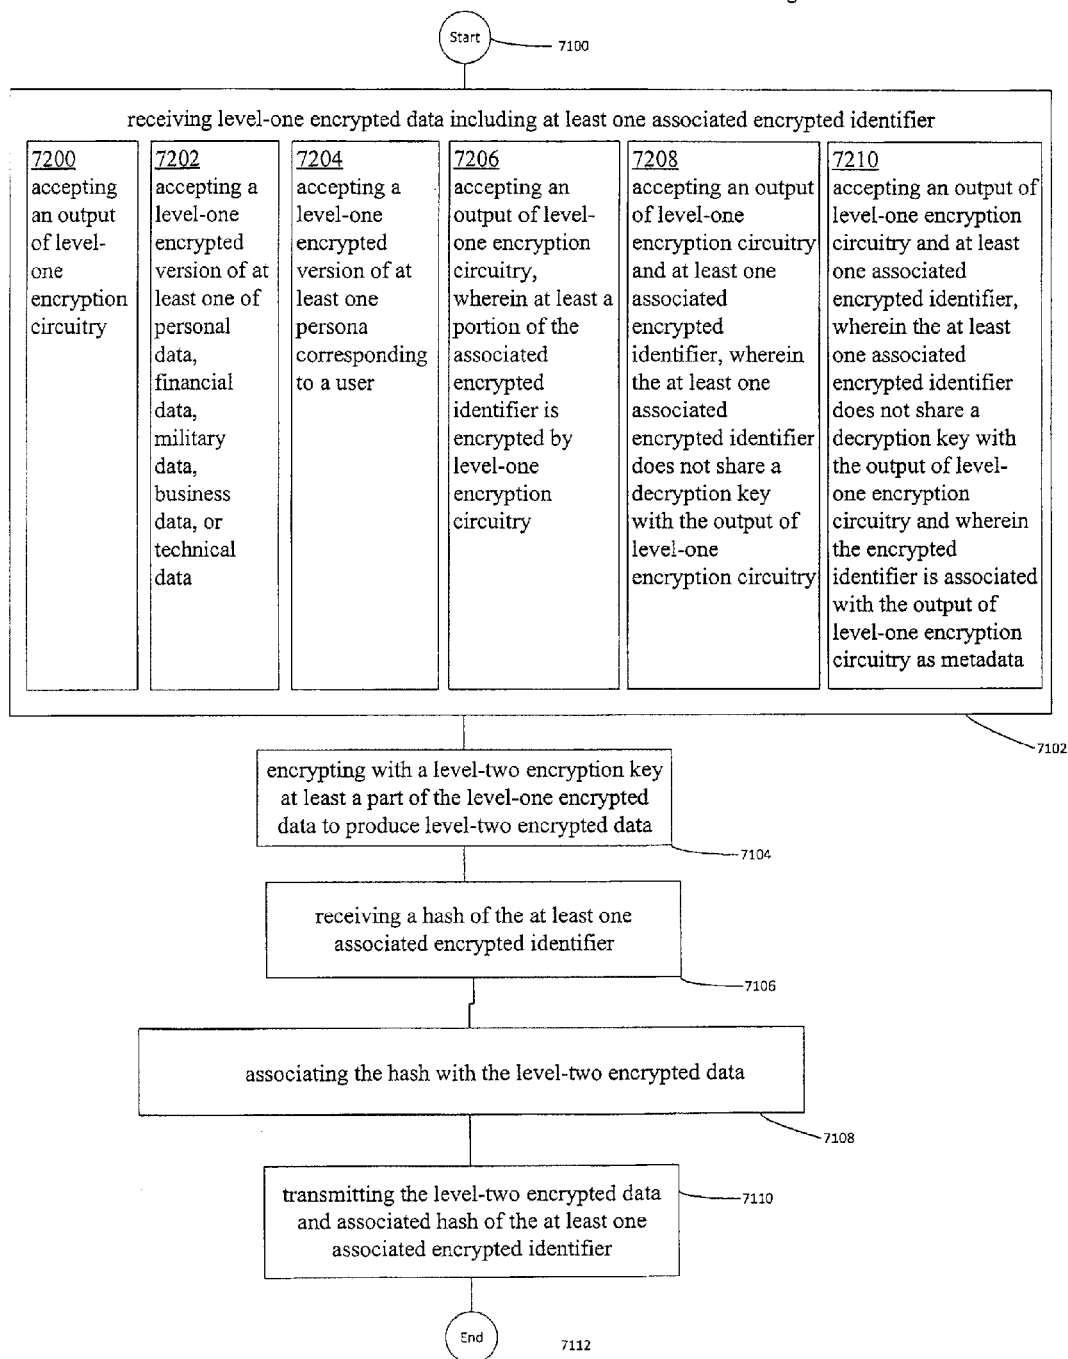 Start
7100
receiving level-one encrypted data including at least one associated encrypted identifier
7200
accepting
an output
of level-
one
encryption
circuitry
7202
accepting a
level-one
encrypted
version of at
least one of
personal
data,
financial
data,
military
data,
business
data, or
technical
data
7204
accepting a
level-one
encrypted
version of at
least one
persona
corresponding
to a user
7206
accepting an
output of level-
one encryption
circuitry,
wherein at least a
portion of the
associated
encrypted
identifier is
encrypted by
level-one
encryption
circuitry
7208
accepting an output
of level-one
encryption circuitry
and at least one
associated
encrypted
identifier, wherein
the at least one
associated
encrypted identifier
does not share a
decryption key
with the output of
level-one
encryption circuitry
7210
accepting an output of
level-one encryption
circuitry and at least
one associated
encrypted identifier,
wherein the at least
one associated
encrypted identifier
does not share a
decryption key with
the output of level-
one encryption
circuitry and wherein
the encrypted
identifier is associated
with the output of
level-one encryption
circuitry as metadata
7102
encrypting with a level-two encryption key
at least a part of the level-one encrypted
data to produce level-two encrypted data
7104
receiving a hash of the at least one
associated encrypted identifier
7106
associating the hash with the level-two encrypted data
7108
transmitting the level-two encrypted data
and associated hash of the at least one
associated encrypted identifier
7110
End
7112